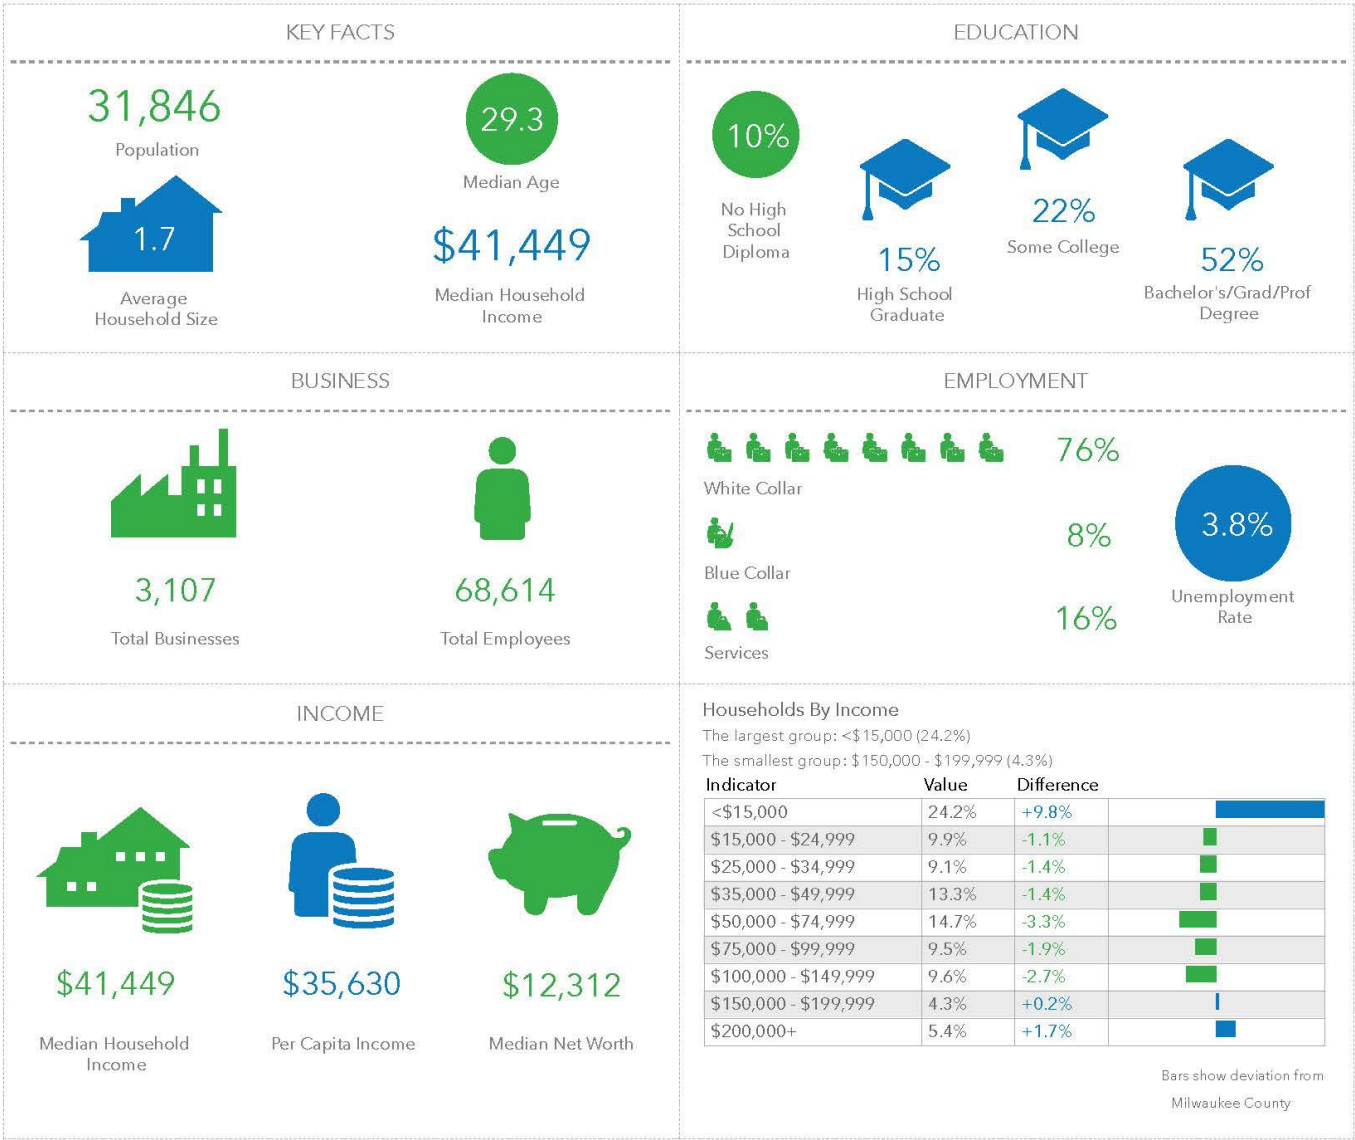 KEY FACTS
31,846
Population
29.3
Median Age
1.7
Average
Household Size
$41,449
Median Household
Income
EDUCATION
10%
No High
School
Diploma
15%
High School
Graduate
22%
Some College
52%
Bachelor's/Grad/Prof
Degree
BUSINESS
3,107
Total Businesses
68,614
Total Employees
EMPLOYMENT
76%
White Collar
8%
Blue Collar
16%
Services
3.8%
Unemployment
Rate
INCOME
$41,449
Median Household
Income
$35,630
Per Capita Income
$12,312
Median Net Worth
Households By Income
The largest group: <$15,000 (24.2%)
The smallest group: $150,000 - $199,999 (4.3%)
Indicator Value Difference
<$15,000 24.2% +9.8%
$15,000 - $24,999 9.9% -1.1%
$25,000 - $34,999 9.1% -1.4%
$35,000 - $49,999 13.3% -1.4%
$50,000 - $74,999 14.7% -3.3%
$75,000 - $99,999 9.5% -1.9%
$100,000 - $149,999 9.6% -2.7%
$150,000 - $199,999 4.3% +0.2%
$200,000+ 5.4% +1.7%
Bars show deviation from
Milwaukee County